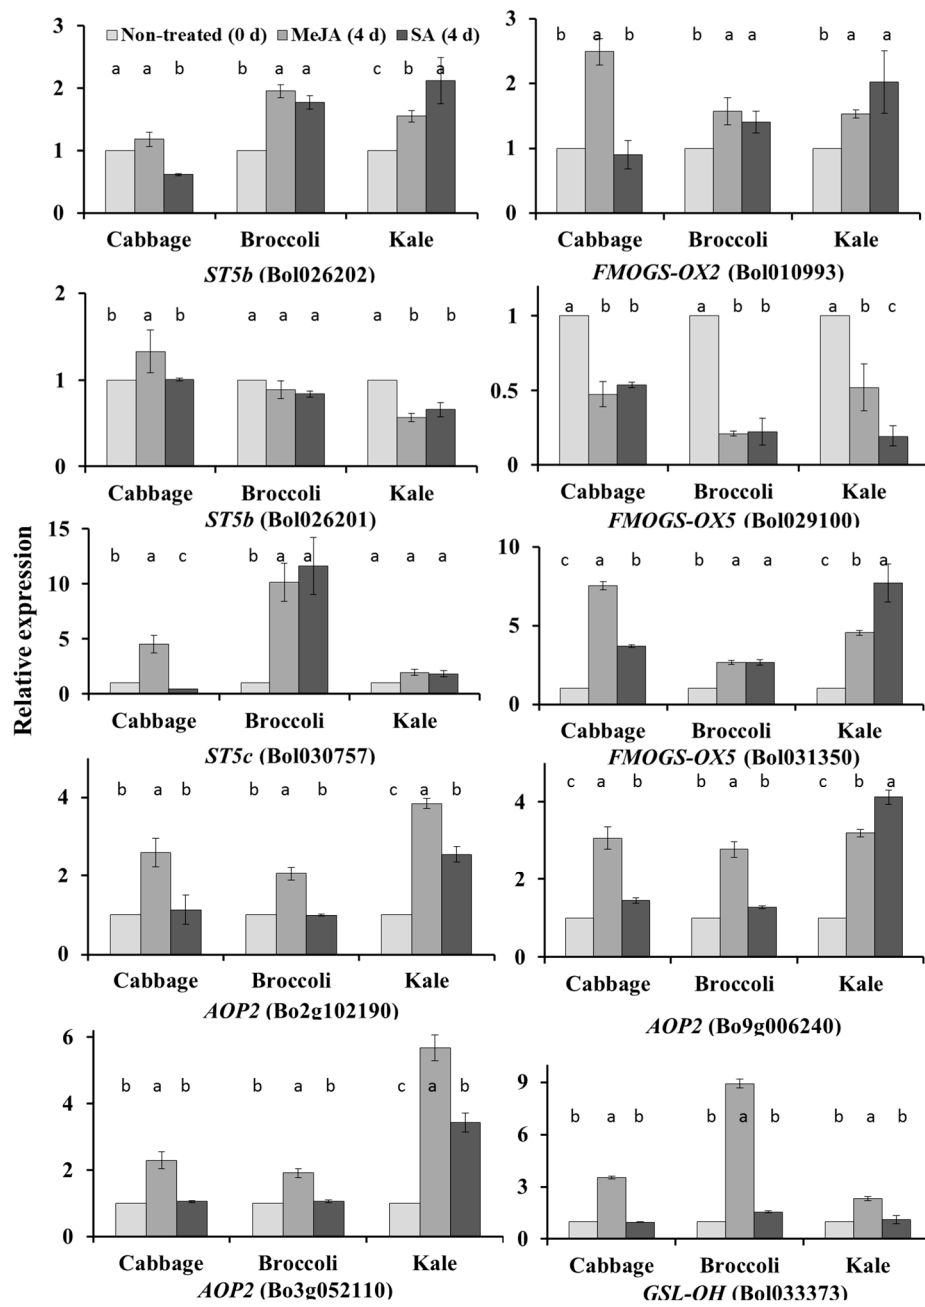 Relative expression
3
2
1
0
Non-treated (0 d) MeJA (4 d) SA (4 d)
a a b b a a c b a
Cabbage Broccoli Kale
ST5b (Bol026202)
3
2
1
0
b a b b a a b a a
Cabbage Broccoli Kale
FMOGS-OX2 (Bol010993)
2
1
0
b a b a a a a b b
Cabbage Broccoli Kale
ST5b (Bol026201)
1
0.5
0
a b b a b b a b c
Cabbage Broccoli Kale
FMOGS-OX5 (Bol029100)
15
10
5
0
b a c b a a a a a
Cabbage Broccoli Kale
ST5c (Bol030757)
10
5
0
c a b b a a c b a
Cabbage Broccoli Kale
FMOGS-OX5 (Bol031350)
4
2
0
b a b b a b c a b
Cabbage Broccoli Kale
AOP2 (Bo2g102190)
4
2
0
c a b c a b c b a
Cabbage Broccoli Kale
AOP2 (Bo9g006240)
6
4
2
0
b a b b a b c a b
Cabbage Broccoli Kale
AOP2 (Bo3g052110)
9
6
3
0
b a b b a b b a b
Cabbage Broccoli Kale
GSL-OH (Bol033373)